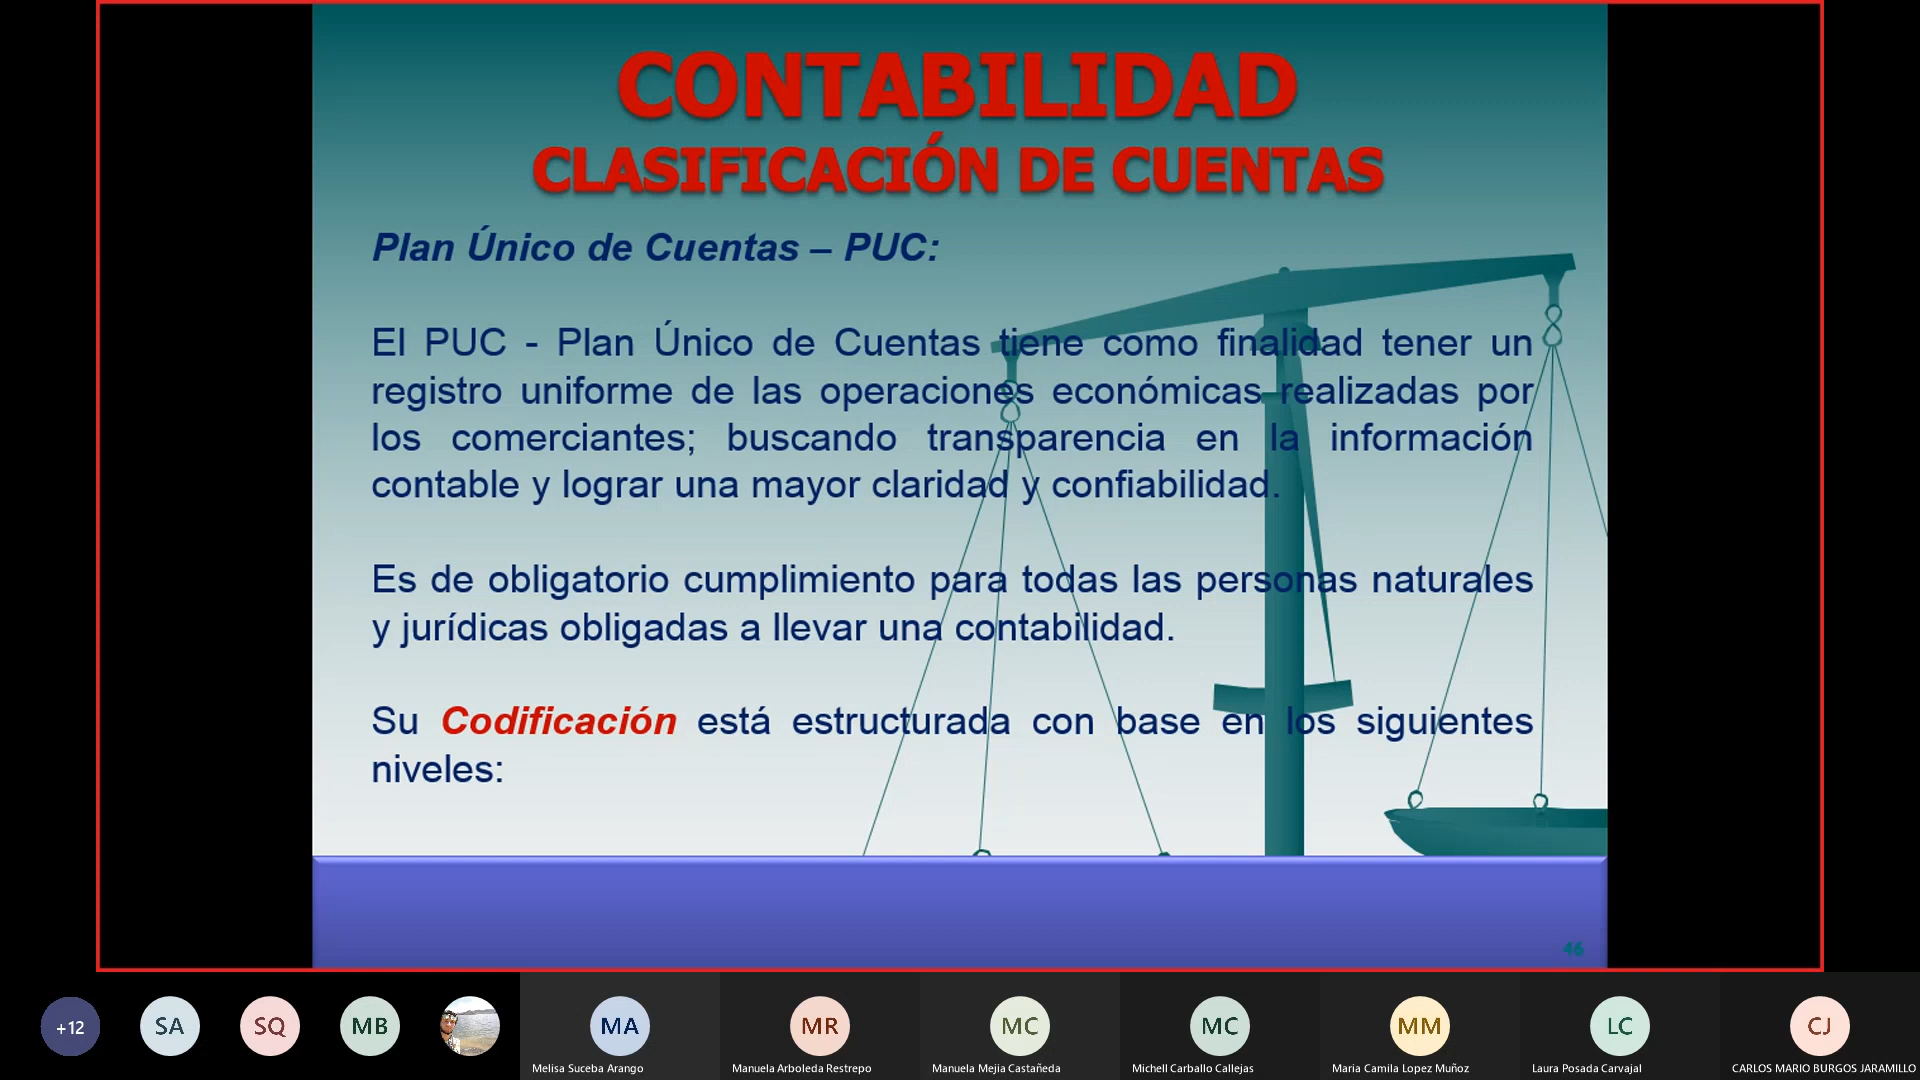 CONTABILIDAD
CLASIFICACIÓN DE CUENTAS
Plan Único de Cuentas – PUC:
El PUC - Plan Único de Cuentas tiene como finalidad tener un
registro uniforme de las operaciones económicas realizadas por
los comerciantes; buscando transparencia en la información
contable y lograr una mayor claridad y confiabilidad.
Es de obligatorio cumplimiento para todas las personas naturales
y jurídicas obligadas a llevar una contabilidad.
Su Codificación está estructurada con base en los siguientes
niveles:
46
+12 SA SQ MB MA MR MC MC MM LC CJ
Melisa Suceba Arango Manuela Arboleda Restrepo Manuela Mejia Castañeda Michell Carballo Callejas Maria Camila Lopez Muñoz Laura Posada Carvajal CARLOS MARIO BURGOS JARAMILLO